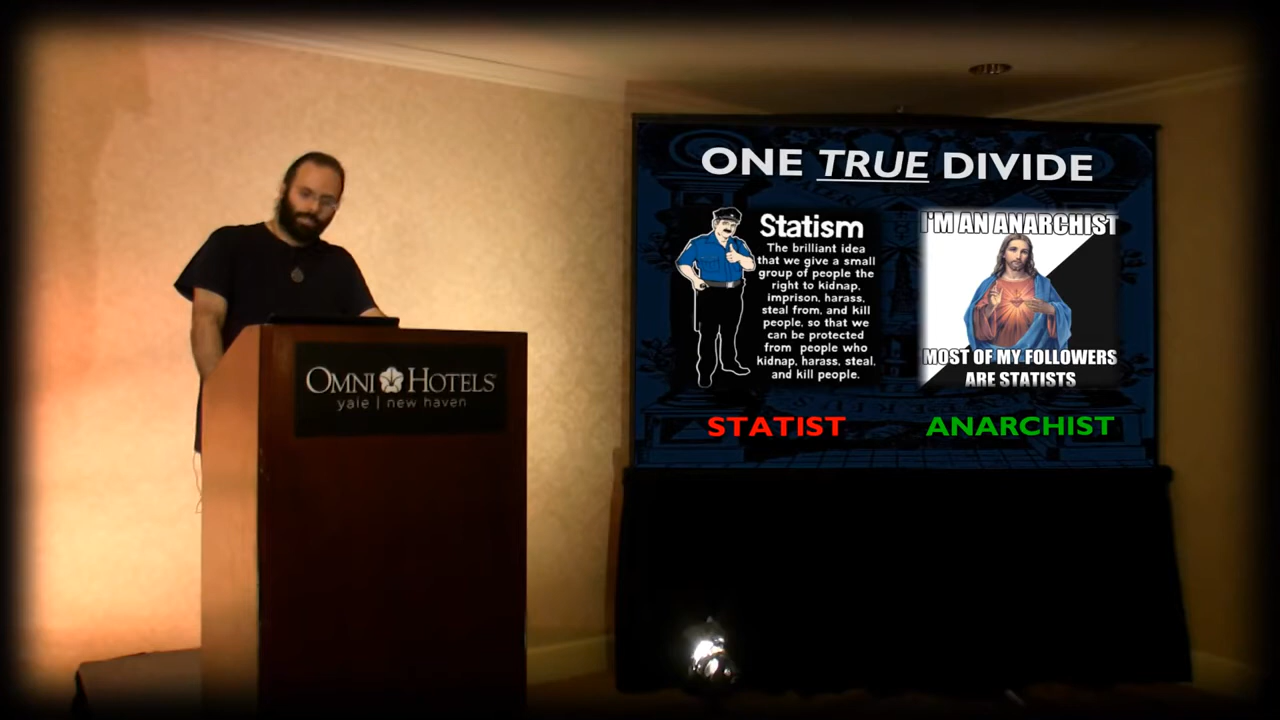 ONE TRUE DIVIDE
Statism
The brilliant idea
that we give a small
group of people the
right to kidnap,
imprison, harass,
steal from, and kill
people, so that we
can be protected
from people who
kidnap, harass, steal,
and kill people.
I'M AN ANARCHIST
MOST OF MY FOLLOWERS
ARE STATISTS
STATIST
ANARCHIST
OMNI HOTELS
yale | new haven